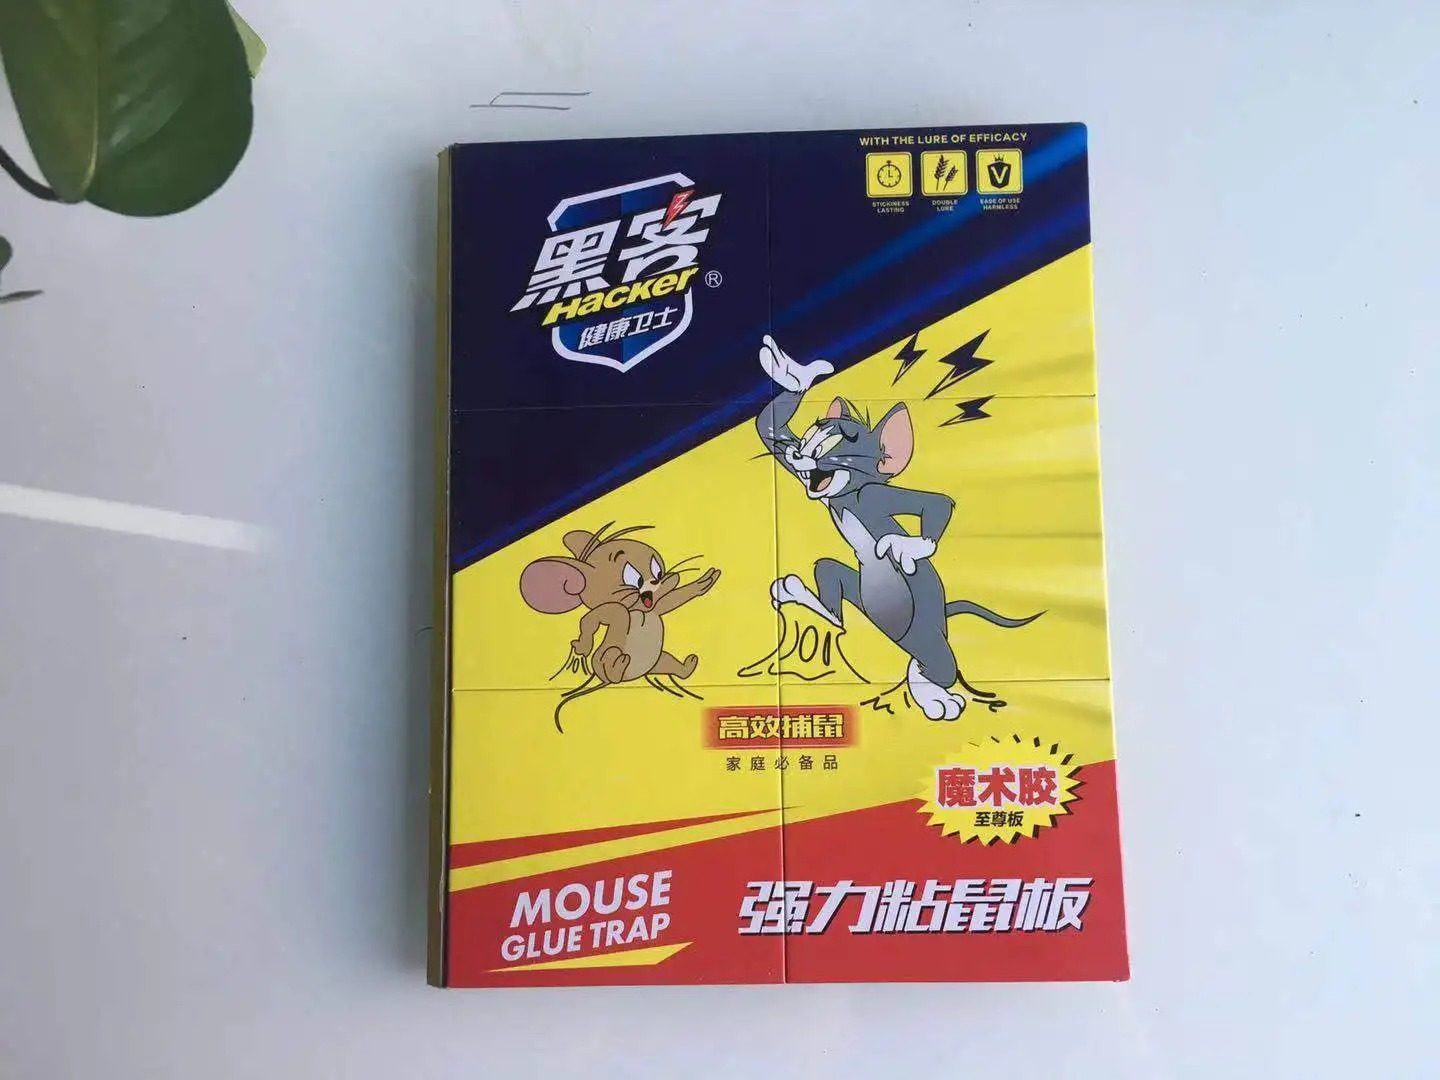 WITH THE LURE OF EFFICACY
STICKINESS LASTING
DOUBLE LURE
EASE OF USE HARMLESS
黑客
Hacker®
健康卫士
高效捕鼠
家庭必备品
魔术胶
至尊板
MOUSE
GLUE TRAP
强力粘鼠板